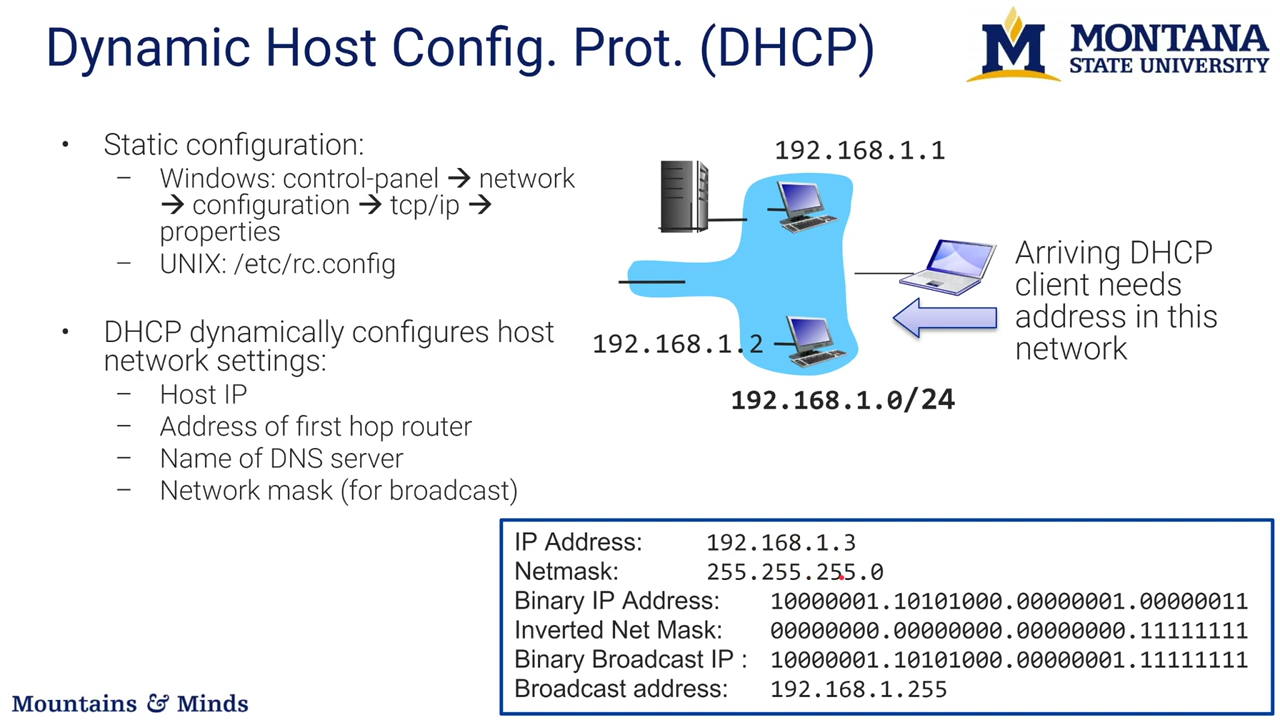 Dynamic Host Config. Prot. (DHCP)
M MONTANA
STATE UNIVERSITY
• Static configuration:
– Windows: control-panel → network
→ configuration → tcp/ip →
properties
– UNIX: /etc/rc.config
• DHCP dynamically configures host
network settings:
– Host IP
– Address of first hop router
– Name of DNS server
– Network mask (for broadcast)
192.168.1.1
192.168.1.2
192.168.1.0/24
Arriving DHCP
client needs
address in this
network
IP Address: 192.168.1.3
Netmask: 255.255.255.0
Binary IP Address: 10000001.10101000.00000001.00000011
Inverted Net Mask: 00000000.00000000.00000000.11111111
Binary Broadcast IP : 10000001.10101000.00000001.11111111
Broadcast address: 192.168.1.255
Mountains & Minds